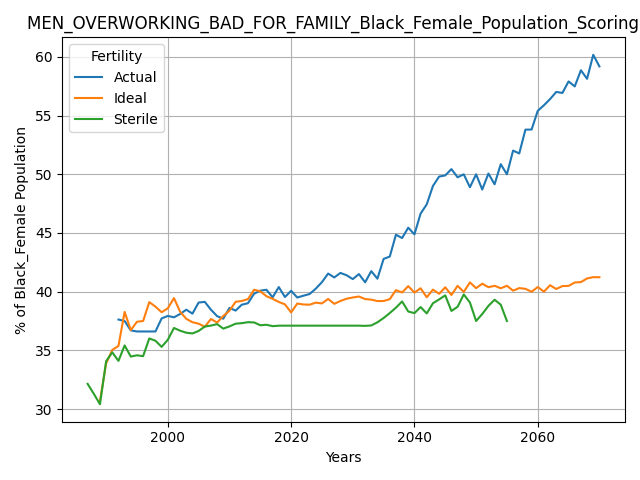 MEN_OVERWORKING_BAD_FOR_FAMILY_Black_Female_Population_Scoring
Fertility
Actual
Ideal
Sterile
% of Black_Female Population
60
55
50
45
40
35
30
2000
2020
2040
2060
Years